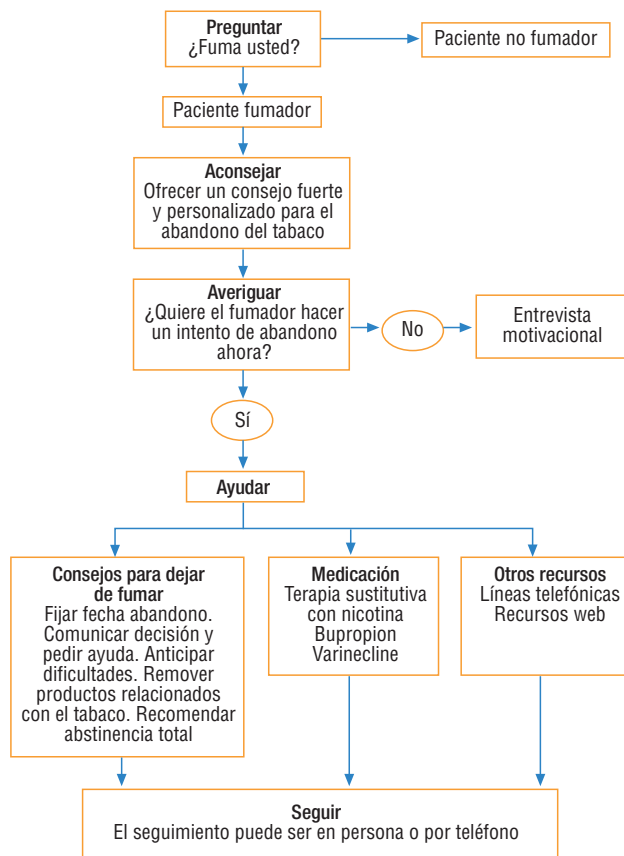 Preguntar
¿Fuma usted?
Paciente no fumador
Paciente fumador
Aconsejar
Ofrecer un consejo fuerte
y personalizado para el
abandono del tabaco
Averiguar
¿Quiere el fumador hacer
un intento de abandono
ahora?
No
Entrevista
motivacional
Sí
Ayudar
Consejos para dejar
de fumar
Fijar fecha abandono.
Comunicar decisión y
pedir ayuda. Anticipar
dificultades. Remover
productos relacionados
con el tabaco. Recomendar
abstinencia total
Medicación
Terapia sustitutiva
con nicotina
Bupropion
Varinecline
Otros recursos
Líneas telefónicas
Recursos web
Seguir
El seguimiento puede ser en persona o por teléfono